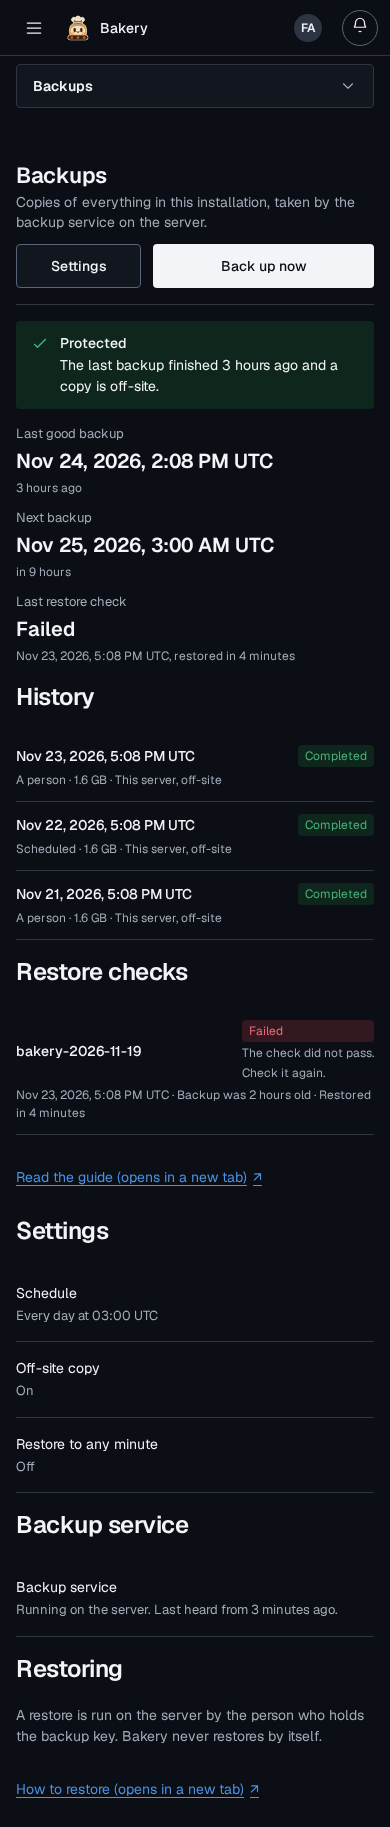 Bakery
FA
Backups
Backups
Copies of everything in this installation, taken by the
backup service on the server.
Settings
Back up now
Protected
The last backup finished 3 hours ago and a
copy is off-site.
Last good backup
Nov 24, 2026, 2:08 PM UTC
3 hours ago
Next backup
Nov 25, 2026, 3:00 AM UTC
in 9 hours
Last restore check
Failed
Nov 23, 2026, 5:08 PM UTC, restored in 4 minutes
History
Nov 23, 2026, 5:08 PM UTC
Completed
A person · 1.6 GB · This server, off-site
Nov 22, 2026, 5:08 PM UTC
Completed
Scheduled · 1.6 GB · This server, off-site
Nov 21, 2026, 5:08 PM UTC
Completed
A person · 1.6 GB · This server, off-site
Restore checks
bakery-2026-11-19
Failed
The check did not pass.
Check it again.
Nov 23, 2026, 5:08 PM UTC · Backup was 2 hours old · Restored
in 4 minutes
Read the guide (opens in a new tab)
Settings
Schedule
Every day at 03:00 UTC
Off-site copy
On
Restore to any minute
Off
Backup service
Backup service
Running on the server. Last heard from 3 minutes ago.
Restoring
A restore is run on the server by the person who holds
the backup key. Bakery never restores by itself.
How to restore (opens in a new tab)